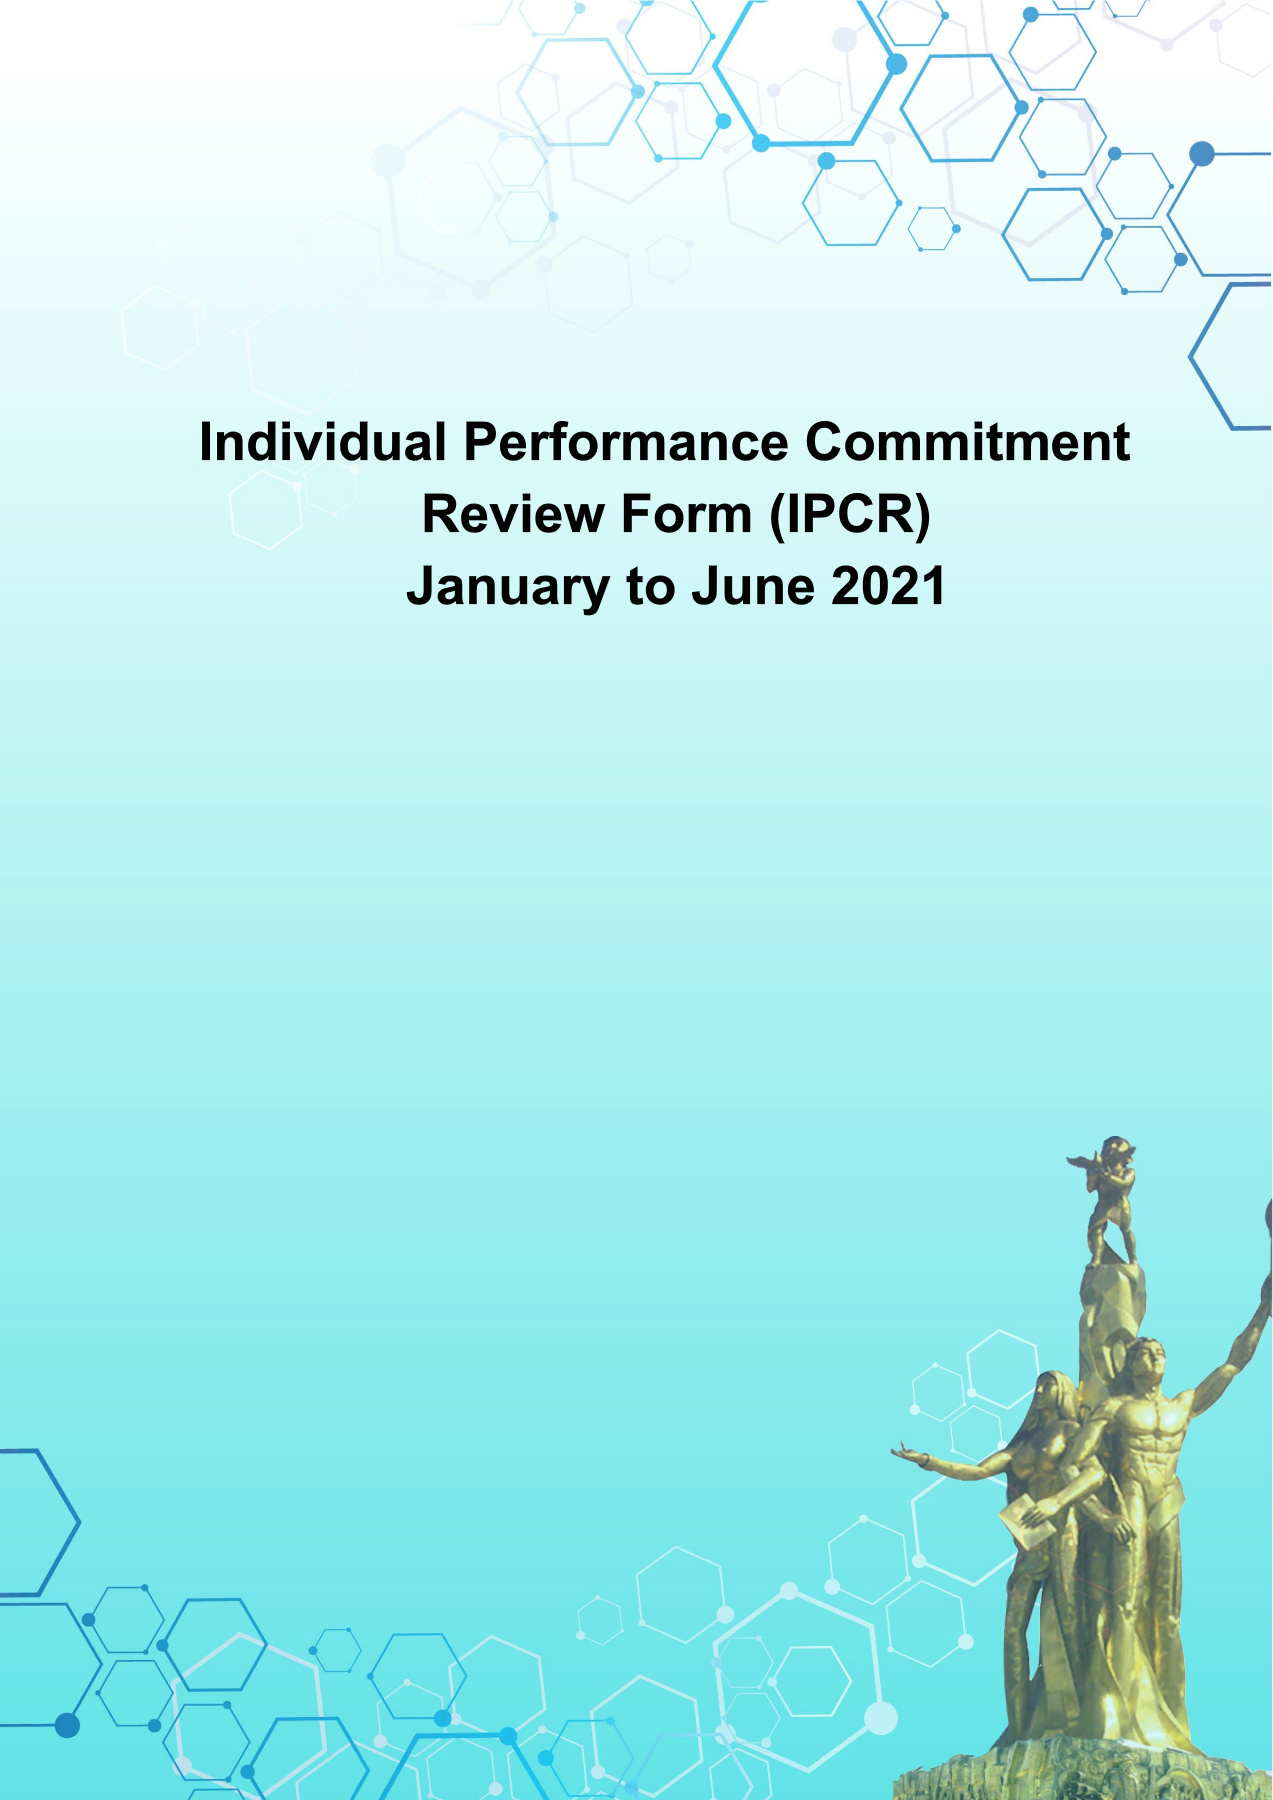 Individual Performance Commitment
Review Form (IPCR)
January to June 2021